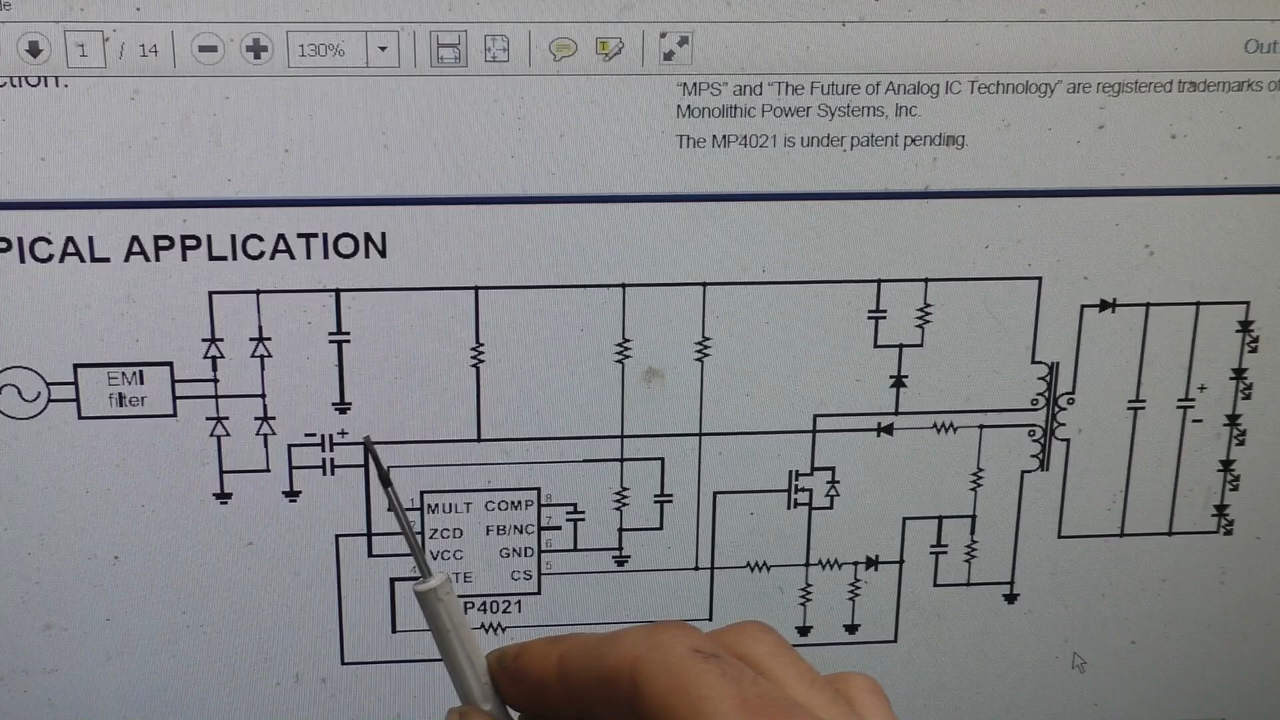 1 / 14
130%
Out
ction.
“MPS” and “The Future of Analog IC Technology” are registered trademarks of
Monolithic Power Systems, Inc.
The MP4021 is under patent pending.
PICAL APPLICATION
EMI
filter
- +
+
-
1 MULT COMP 8
ZCD FB/NC 7
VCC GND 6
4 TE CS 5
P4021